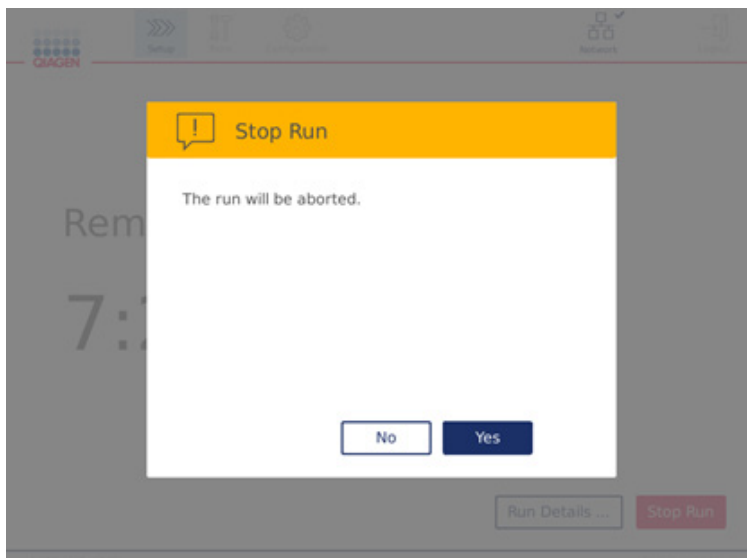 Setup
Network
QIAGEN
!
Stop Run
The run will be aborted.
Rem
7:
No
Yes
Run Details ...
Stop Run